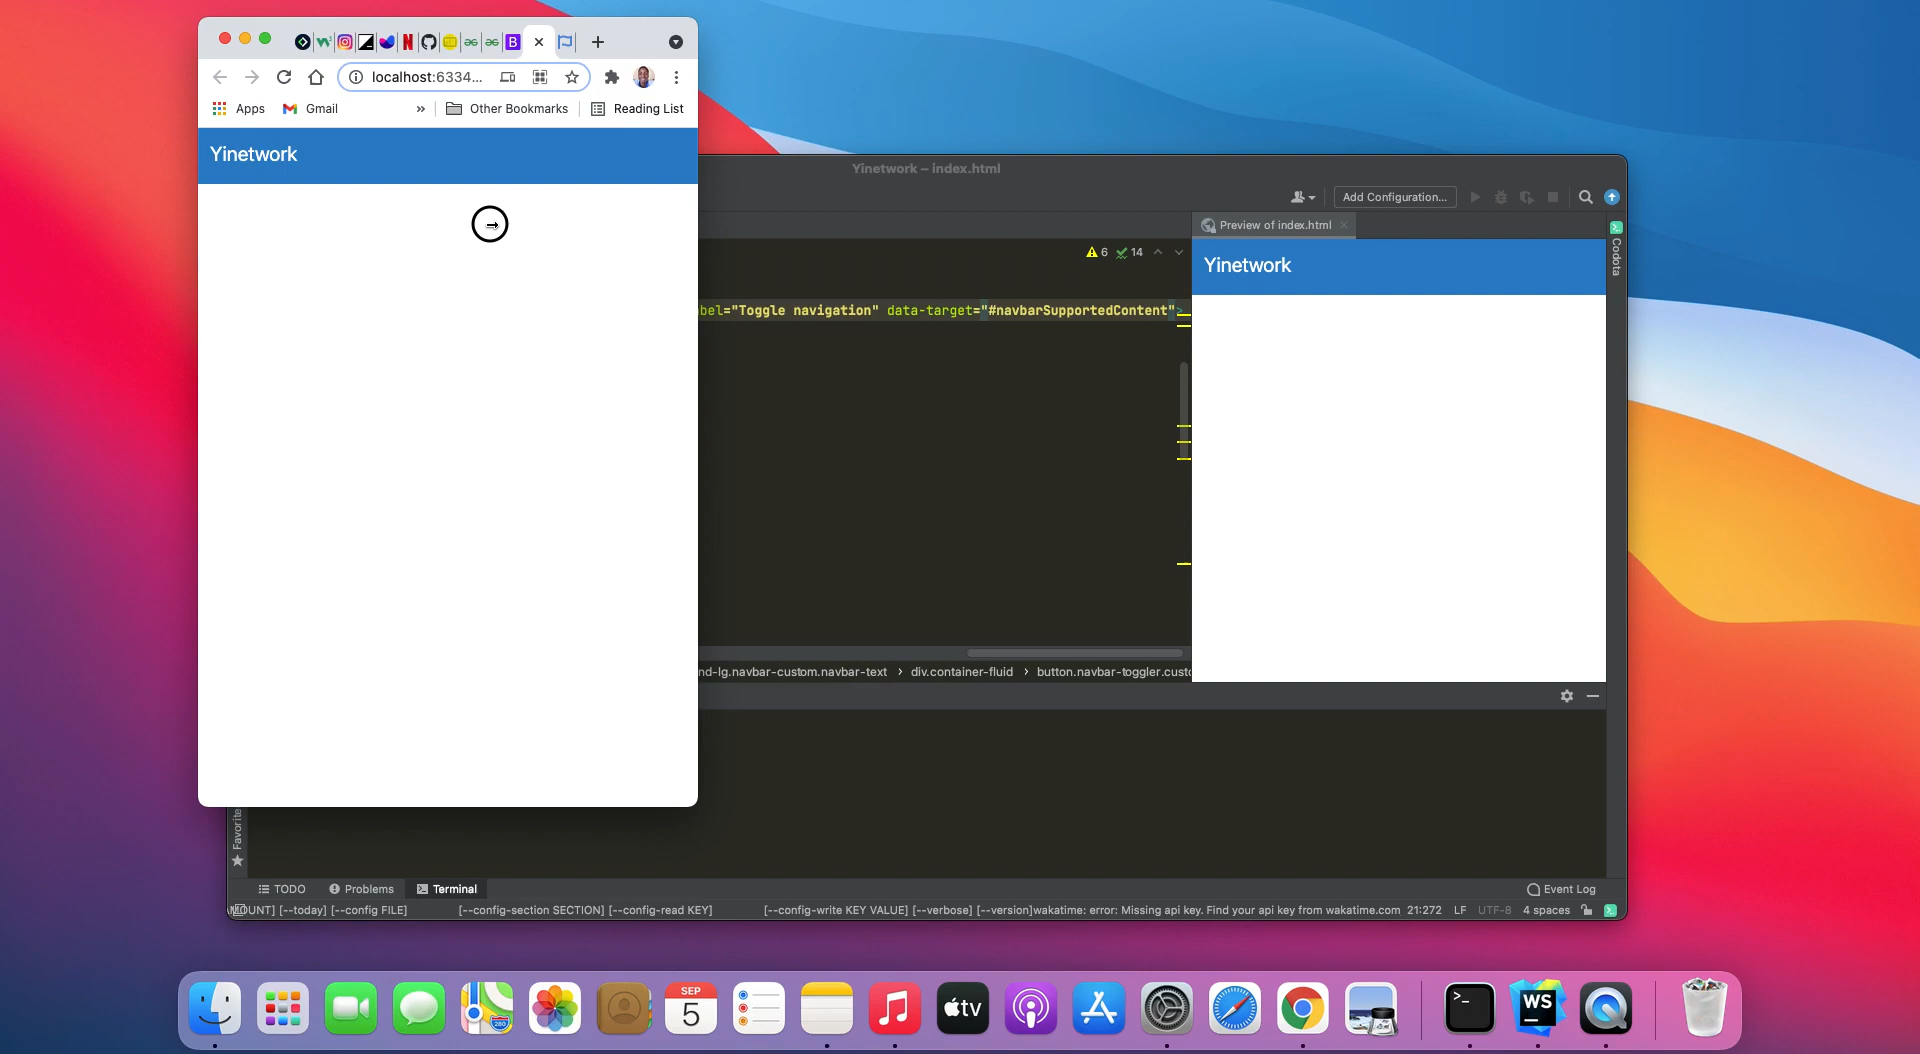 localhost:6334...
Apps
Gmail
»
Other Bookmarks
Reading List
Yinetwork
Yinetwork – index.html
Add Configuration...
Preview of index.html
6
14
Yinetwork
Codota
bel="Toggle navigation" data-target="#navbarSupportedContent">
nd-lg.navbar-custom.navbar-text > div.container-fluid > button.navbar-toggler.custo
Favorite
TODO
Problems
Terminal
Event Log
MOUNT] [--today] [--config FILE] [--config-section SECTION] [--config-read KEY] [--config-write KEY VALUE] [--verbose] [--version]wakatime: error: Missing api key. Find your api key from wakatime.com 21:272 LF UTF-8 4 spaces
SEP
5
tv
280
>_
WS